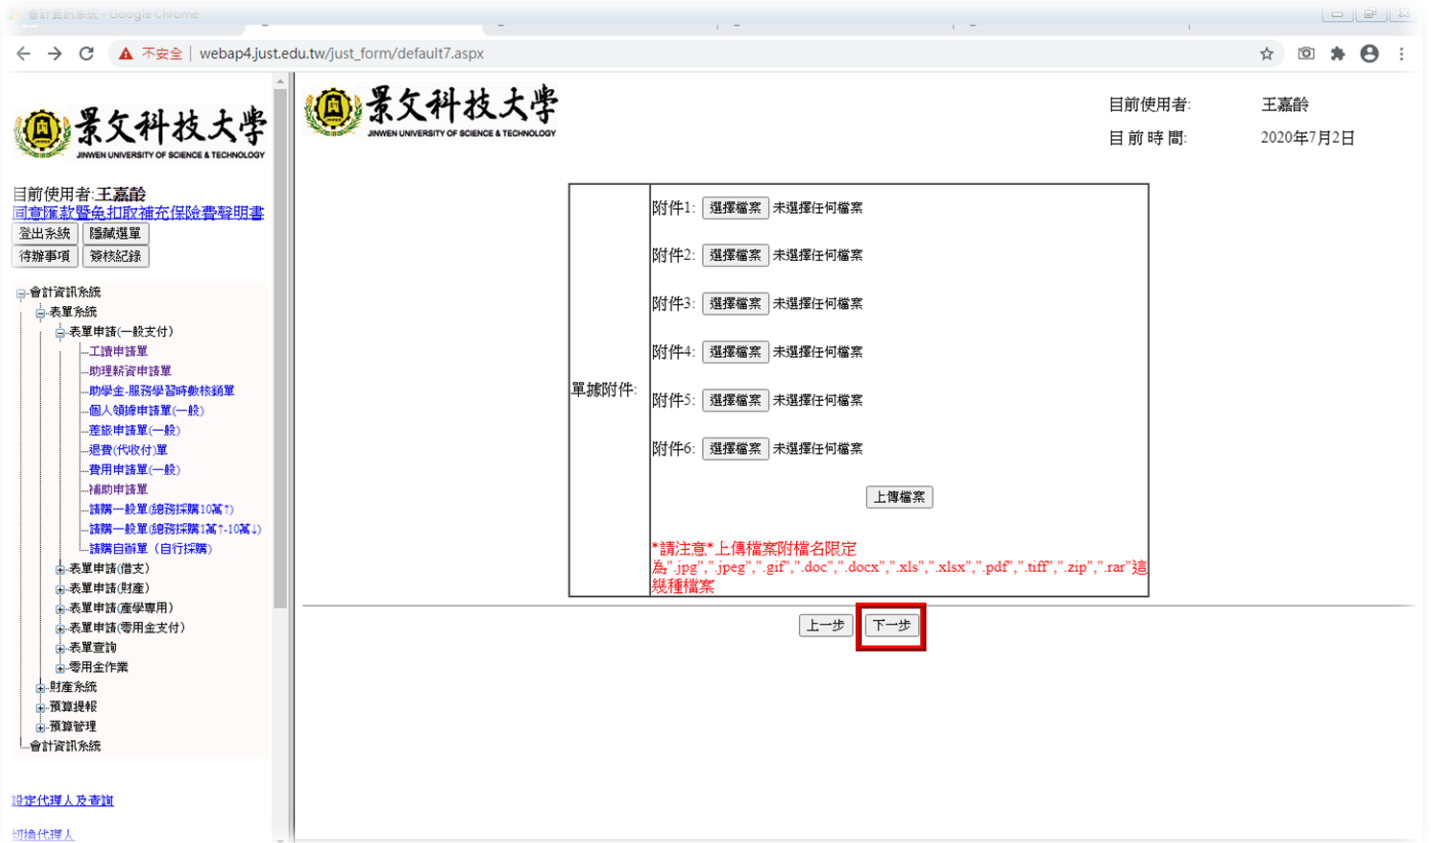 會計資訊系統 - Google Chrome
不安全 | webap4.just.edu.tw/just_form/default7.aspx
景文科技大學
JINWEN UNIVERSITY OF SCIENCE & TECHNOLOGY
目前使用者:王嘉齡
同意匯款暨免扣取補充保險費聲明書
登出系統 隱藏選單
待辦事項 簽核紀錄
會計資訊系統
表單系統
表單申請(一般支付)
工讀申請單
助理薪資申請單
助學金-服務學習時數核銷單
個人領據申請單(一般)
差旅申請單(一般)
退費(代收付)單
費用申請單(一般)
補助申請單
請購一般單(總務採購10萬↑)
請購一般單(總務採購1萬↑-10萬↓)
請購自辦單（自行採購）
表單申請(借支)
表單申請(財產)
表單申請(產學專用)
表單申請(零用金支付)
表單查詢
零用金作業
財產系統
預算提報
預算管理
會計資訊系統
設定代理人及查詢
切換代理人
景文科技大學
JINWEN UNIVERSITY OF SCIENCE & TECHNOLOGY
目前使用者: 王嘉齡
目前時間: 2020年7月2日
單據附件:
附件1: 選擇檔案 未選擇任何檔案
附件2: 選擇檔案 未選擇任何檔案
附件3: 選擇檔案 未選擇任何檔案
附件4: 選擇檔案 未選擇任何檔案
附件5: 選擇檔案 未選擇任何檔案
附件6: 選擇檔案 未選擇任何檔案
上傳檔案
*請注意*上傳檔案附檔名限定
為".jpg",".jpeg",".gif",".doc",".docx",".xls",".xlsx",".pdf",".tiff",".zip",".rar"這
幾種檔案
上一步 下一步